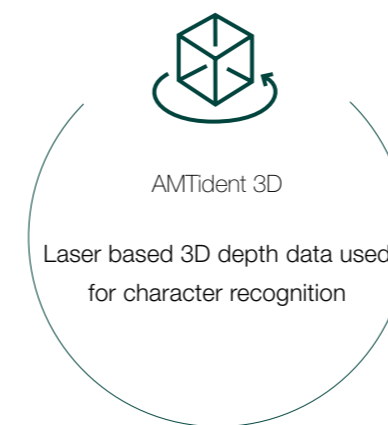 AMTident 3D
Laser based 3D depth data used
for character recognition